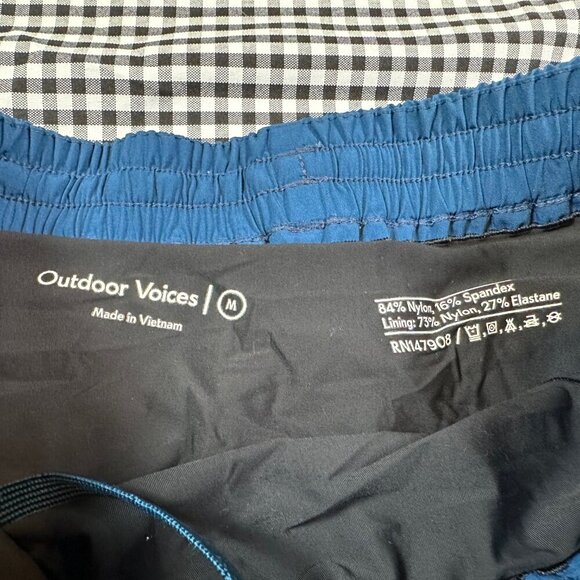 Outdoor Voices | M
Made in Vietnam
84% Nylon, 16% Spandex
Lining: 73% Nylon, 27% Elastane
RN147908 /